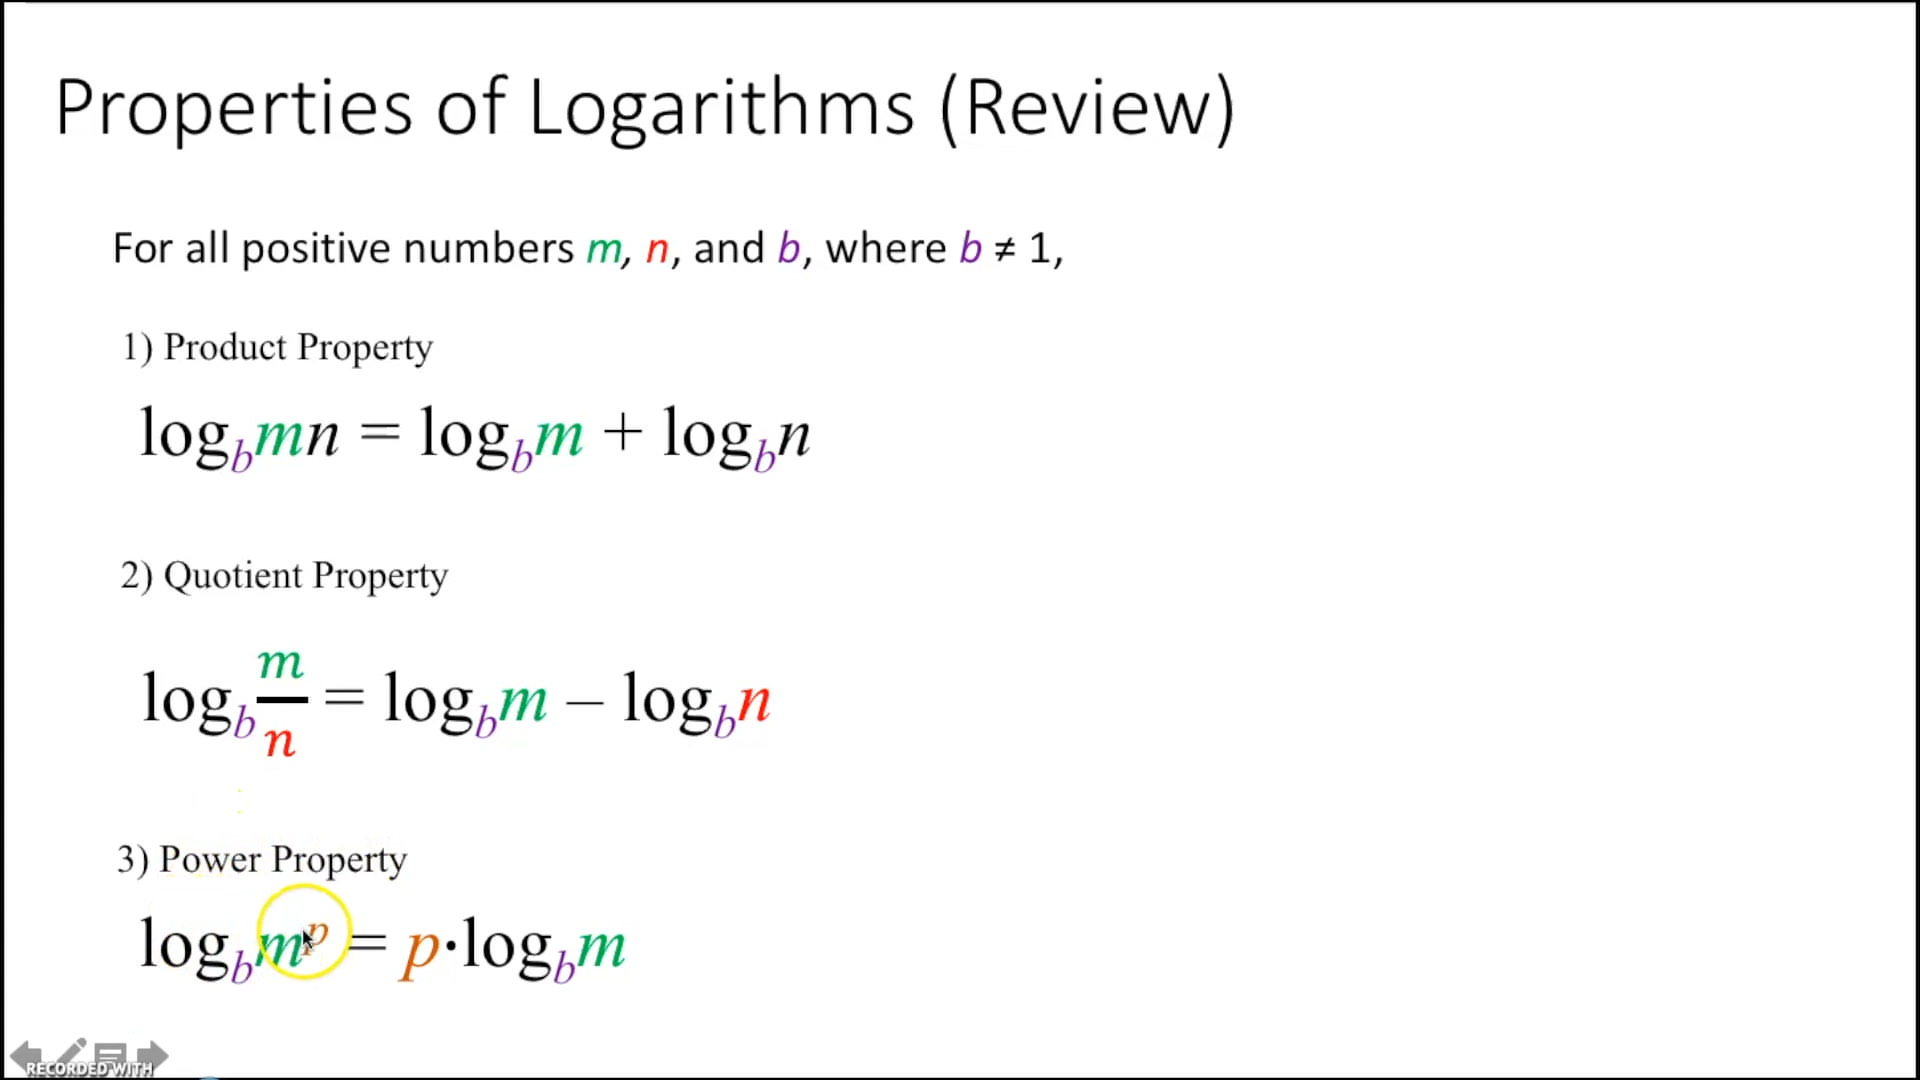 Properties of Logarithms (Review)
For all positive numbers m, n, and b, where b ≠ 1,
1) Product Property
log_b mn = log_b m + log_b n
2) Quotient Property
log_b m/n = log_b m – log_b n
3) Power Property
log_b m^p = p·log_b m
RECORDED WITH